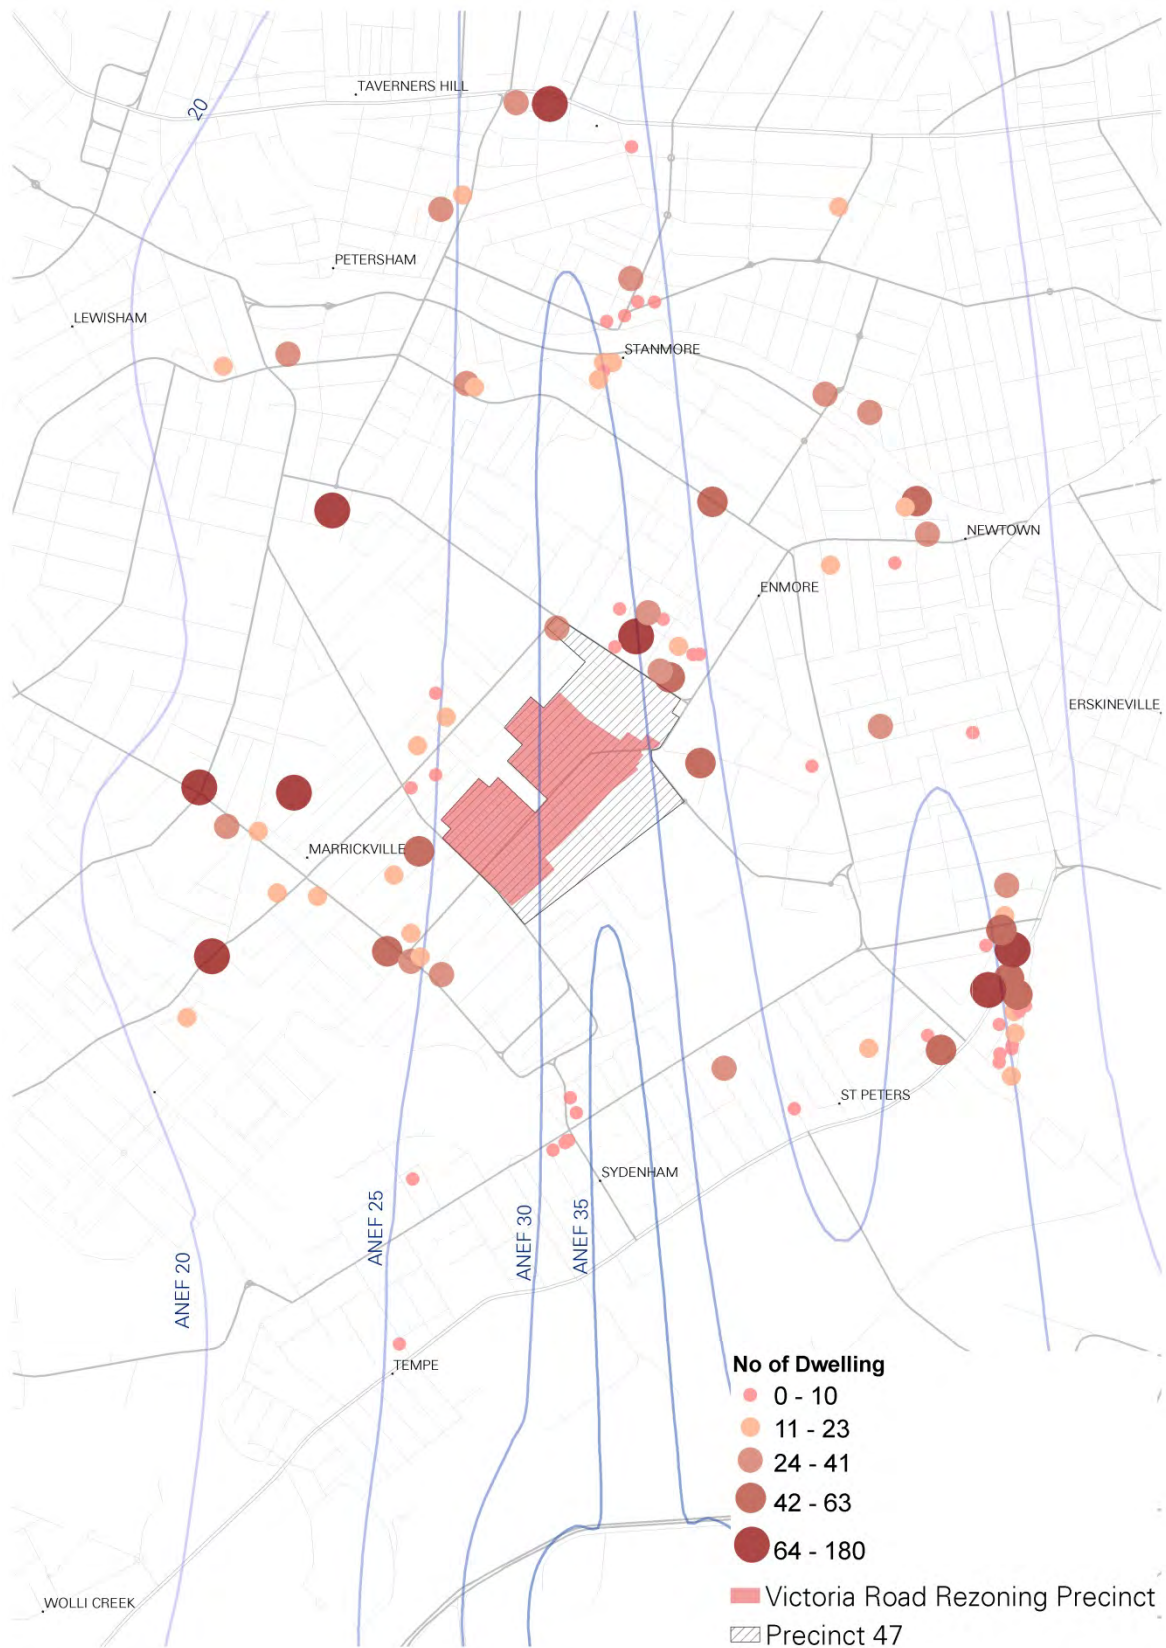 TAVERNERS HILL
20
PETERSHAM
LEWISHAM
STANMORE
NEWTOWN
ENMORE
ERSKINEVILLE
MARRICKVILLE
ST PETERS
SYDENHAM
ANEF 20
ANEF 25
ANEF 30
ANEF 35
TEMPE
WOLLI CREEK
No of Dwelling
0 - 10
11 - 23
24 - 41
42 - 63
64 - 180
Victoria Road Rezoning Precinct
Precinct 47